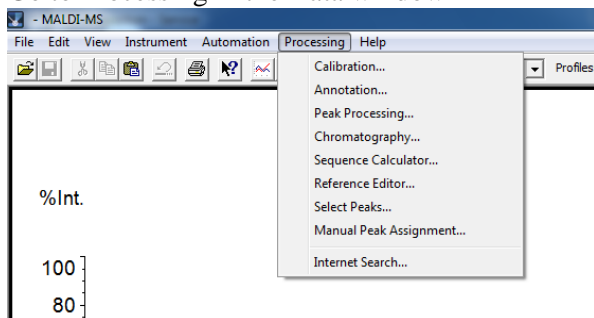 - MALDI-MS
File Edit View Instrument Automation Processing Help
Profiles
Calibration...
Annotation...
Peak Processing...
Chromatography...
Sequence Calculator...
Reference Editor...
Select Peaks...
Manual Peak Assignment...
Internet Search...
%Int.
100
80